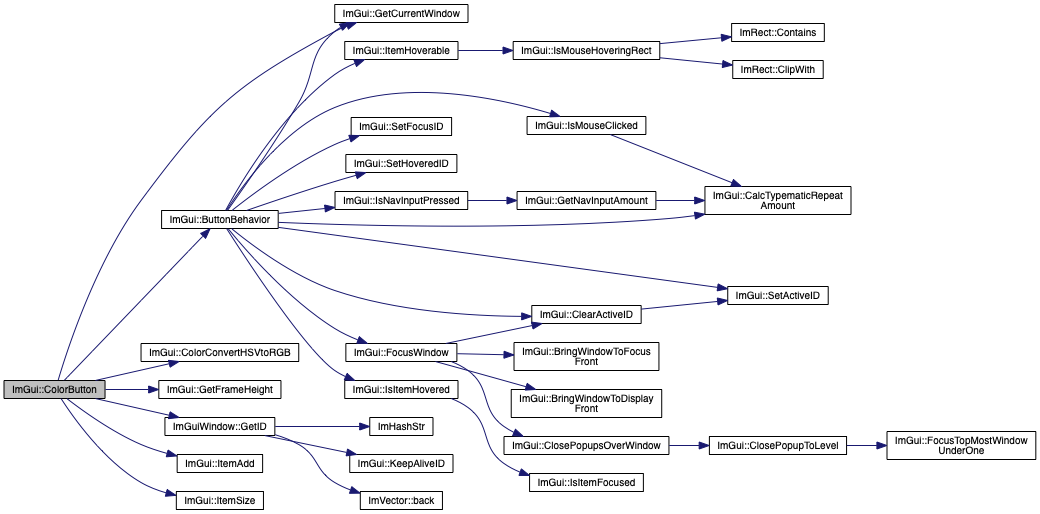 ImGui::GetCurrentWindow
ImRect::Contains
ImGui::ItemHoverable
ImGui::IsMouseHoveringRect
ImRect::ClipWith
ImGui::SetFocusID
ImGui::IsMouseClicked
ImGui::SetHoveredID
ImGui::IsNavInputPressed
ImGui::GetNavInputAmount
ImGui::CalcTypematicRepeat
Amount
ImGui::ButtonBehavior
ImGui::SetActiveID
ImGui::ClearActiveID
ImGui::ColorConvertHSVtoRGB
ImGui::FocusWindow
ImGui::BringWindowToFocus
Front
ImGui::ColorButton
ImGui::GetFrameHeight
ImGui::IsItemHovered
ImGui::BringWindowToDisplay
Front
ImGuiWindow::GetID
ImHashStr
ImGui::ClosePopupsOverWindow
ImGui::ClosePopupToLevel
ImGui::FocusTopMostWindow
UnderOne
ImGui::ItemAdd
ImGui::KeepAliveID
ImGui::IsItemFocused
ImGui::ItemSize
ImVector::back